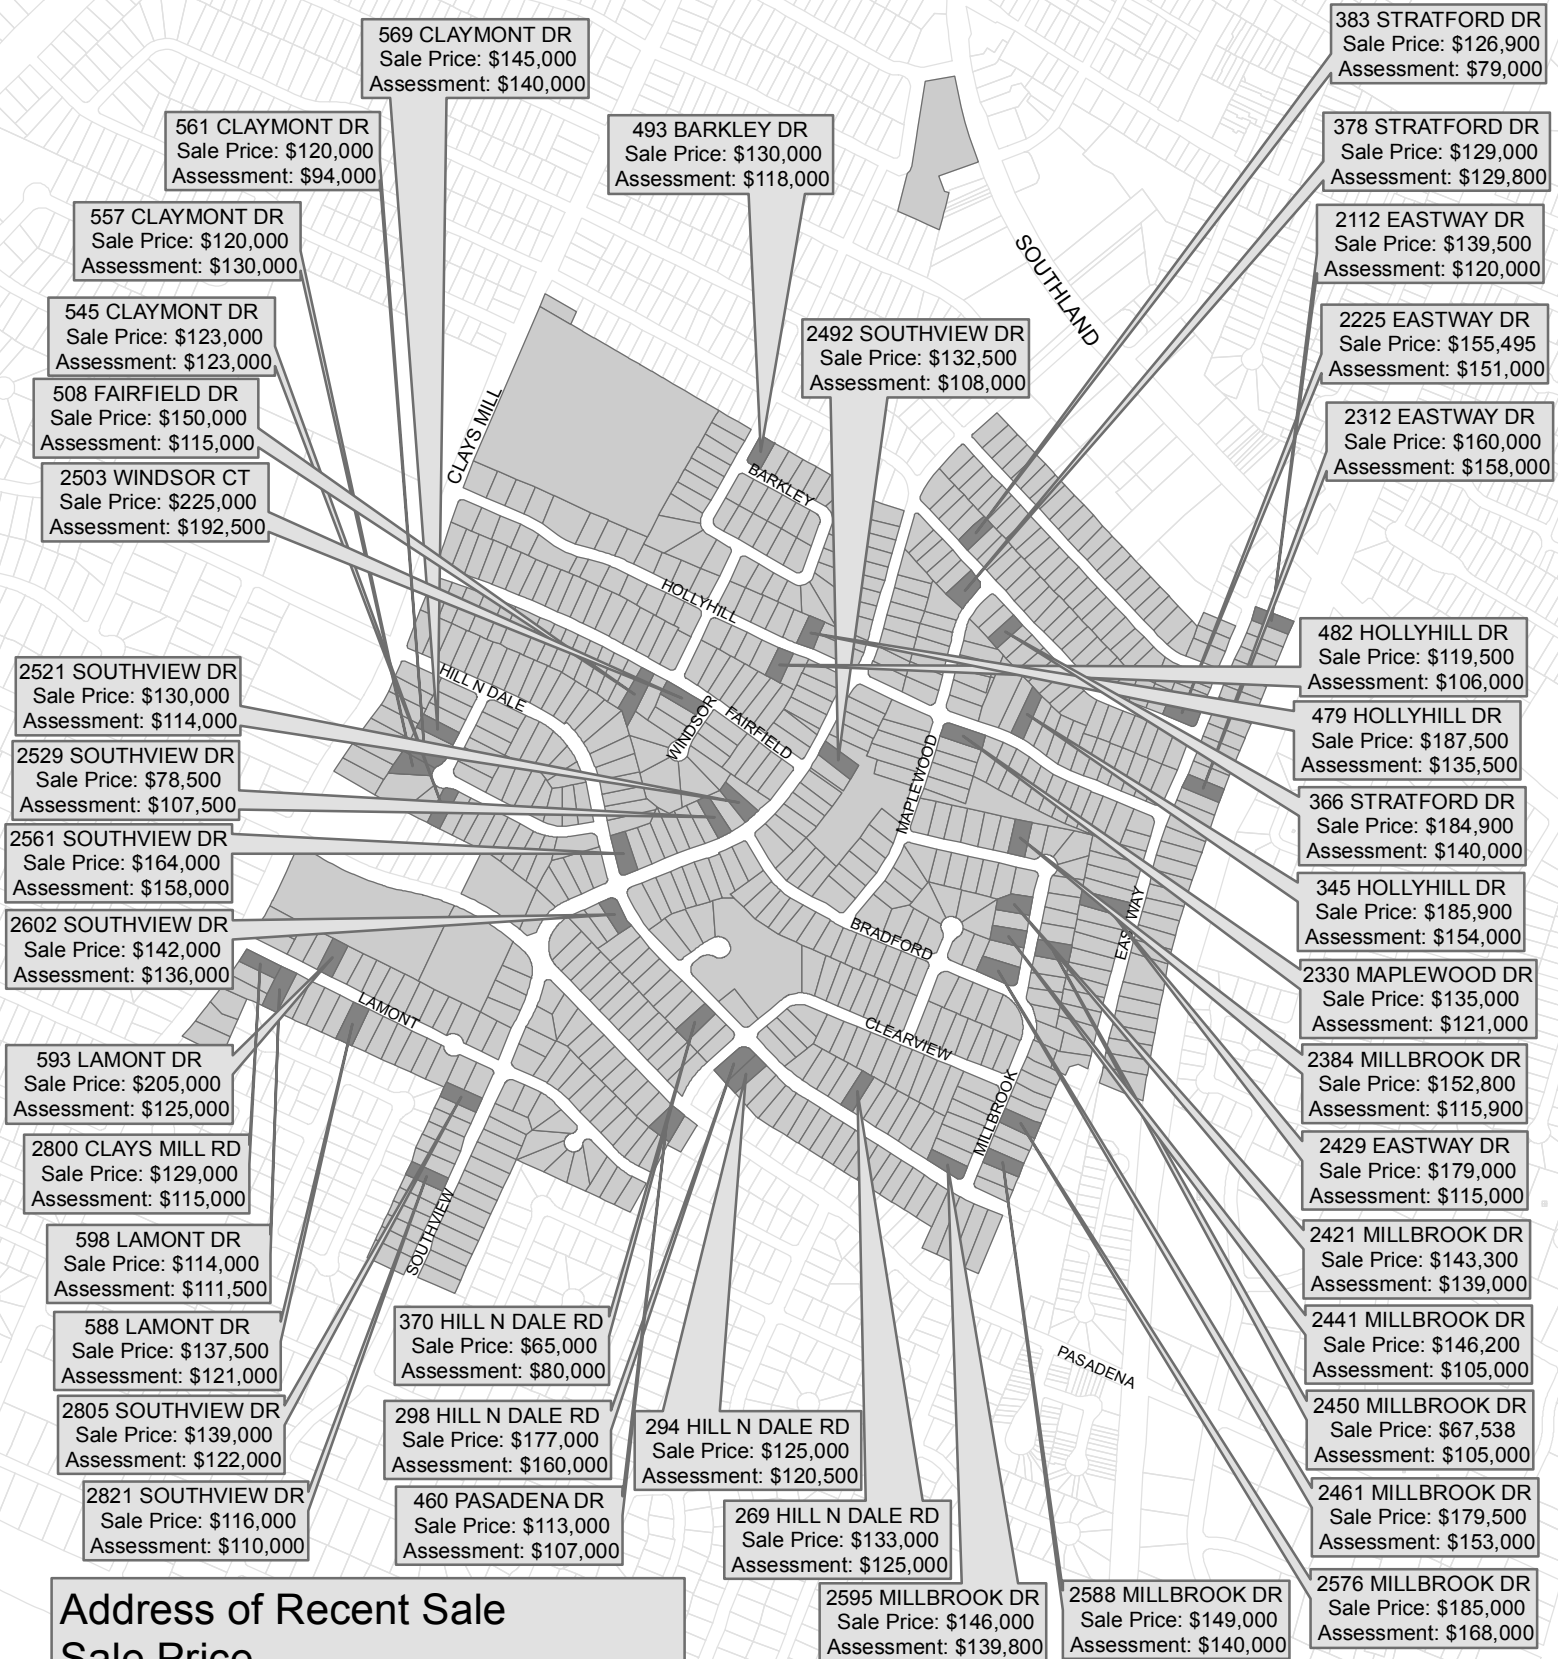 569 CLAYMONT DR
Sale Price: $145,000
Assessment: $140,000
383 STRATFORD DR
Sale Price: $126,900
Assessment: $79,000
561 CLAYMONT DR
Sale Price: $120,000
Assessment: $94,000
493 BARKLEY DR
Sale Price: $130,000
Assessment: $118,000
378 STRATFORD DR
Sale Price: $129,000
Assessment: $129,800
557 CLAYMONT DR
Sale Price: $120,000
Assessment: $130,000
2112 EASTWAY DR
Sale Price: $139,500
Assessment: $120,000
SOUTHLAND
545 CLAYMONT DR
Sale Price: $123,000
Assessment: $123,000
2492 SOUTHVIEW DR
Sale Price: $132,500
Assessment: $108,000
2225 EASTWAY DR
Sale Price: $155,495
Assessment: $151,000
508 FAIRFIELD DR
Sale Price: $150,000
Assessment: $115,000
2312 EASTWAY DR
Sale Price: $160,000
Assessment: $158,000
CLAYS MILL
2503 WINDSOR CT
Sale Price: $225,000
Assessment: $192,500
BARKLEY
HOLLYHILL
482 HOLLYHILL DR
Sale Price: $119,500
Assessment: $106,000
2521 SOUTHVIEW DR
Sale Price: $130,000
Assessment: $114,000
HILL N DALE
WINDSOR
FAIRFIELD
479 HOLLYHILL DR
Sale Price: $187,500
Assessment: $135,500
2529 SOUTHVIEW DR
Sale Price: $78,500
Assessment: $107,500
MAPLEWOOD
366 STRATFORD DR
Sale Price: $184,900
Assessment: $140,000
2561 SOUTHVIEW DR
Sale Price: $164,000
Assessment: $158,000
345 HOLLYHILL DR
Sale Price: $185,900
Assessment: $154,000
2602 SOUTHVIEW DR
Sale Price: $142,000
Assessment: $136,000
BRADFORD
EASTWAY
2330 MAPLEWOOD DR
Sale Price: $135,000
Assessment: $121,000
LAMONT
CLEARVIEW
593 LAMONT DR
Sale Price: $205,000
Assessment: $125,000
2384 MILLBROOK DR
Sale Price: $152,800
Assessment: $115,900
MILLBROOK
2800 CLAYS MILL RD
Sale Price: $129,000
Assessment: $115,000
2429 EASTWAY DR
Sale Price: $179,000
Assessment: $115,000
SOUTHVIEW
598 LAMONT DR
Sale Price: $114,000
Assessment: $111,500
2421 MILLBROOK DR
Sale Price: $143,300
Assessment: $139,000
588 LAMONT DR
Sale Price: $137,500
Assessment: $121,000
370 HILL N DALE RD
Sale Price: $65,000
Assessment: $80,000
2441 MILLBROOK DR
Sale Price: $146,200
Assessment: $105,000
PASADENA
2805 SOUTHVIEW DR
Sale Price: $139,000
Assessment: $122,000
298 HILL N DALE RD
Sale Price: $177,000
Assessment: $160,000
294 HILL N DALE RD
Sale Price: $125,000
Assessment: $120,500
2450 MILLBROOK DR
Sale Price: $67,538
Assessment: $105,000
2821 SOUTHVIEW DR
Sale Price: $116,000
Assessment: $110,000
460 PASADENA DR
Sale Price: $113,000
Assessment: $107,000
269 HILL N DALE RD
Sale Price: $133,000
Assessment: $125,000
2461 MILLBROOK DR
Sale Price: $179,500
Assessment: $153,000
2595 MILLBROOK DR
Sale Price: $146,000
Assessment: $139,800
2588 MILLBROOK DR
Sale Price: $149,000
Assessment: $140,000
2576 MILLBROOK DR
Sale Price: $185,000
Assessment: $168,000
Address of Recent Sale
Sale Price